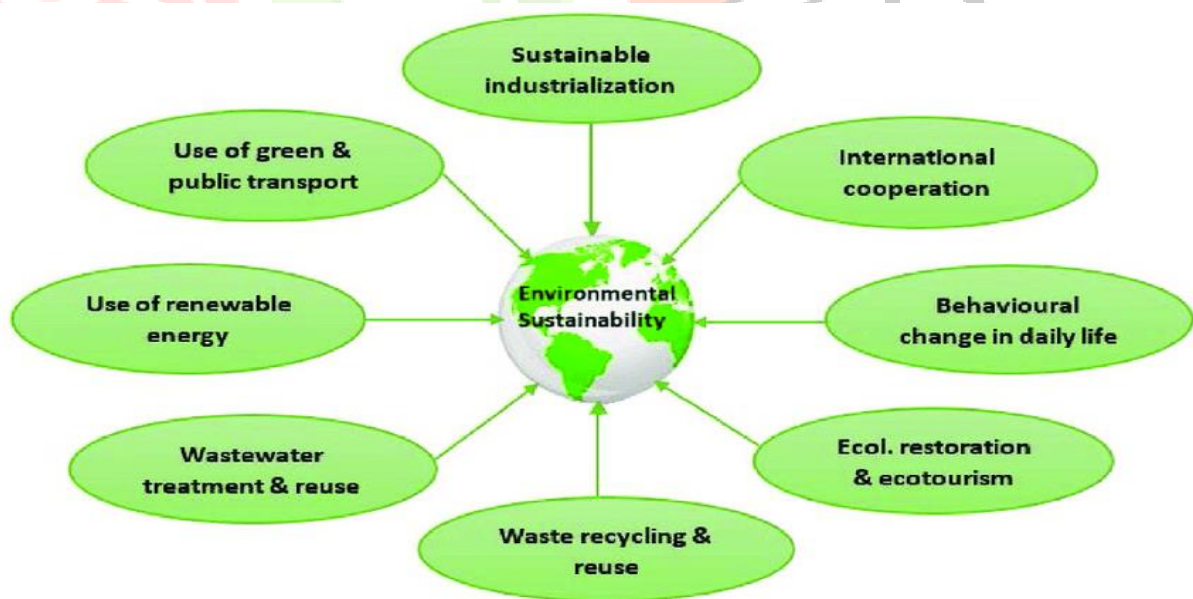 Sustainable
industrialization
Use of green &
public transport
International
cooperation
Use of renewable
energy
Environmental
Sustainability
Behavioural
change in daily life
Wastewater
treatment & reuse
Ecol. restoration
& ecotourism
Waste recycling &
reuse